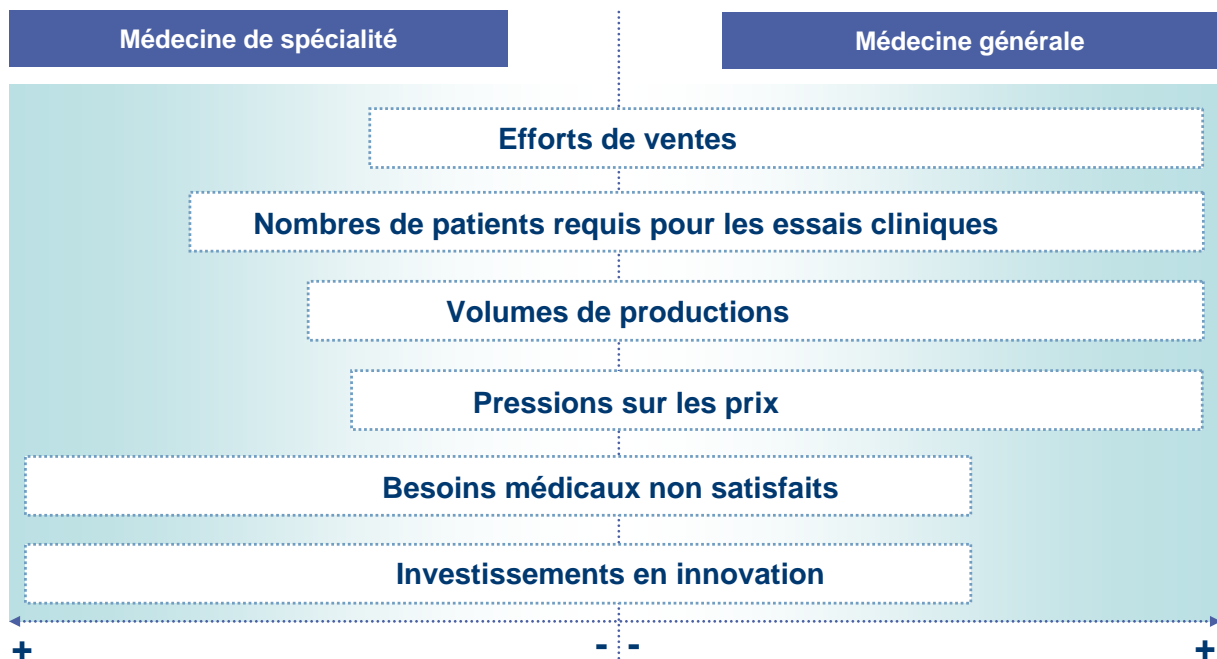 Médecine de spécialité
Médecine générale
Efforts de ventes
Nombres de patients requis pour les essais cliniques
Volumes de productions
Pressions sur les prix
Besoins médicaux non satisfaits
Investissements en innovation
+ - - +